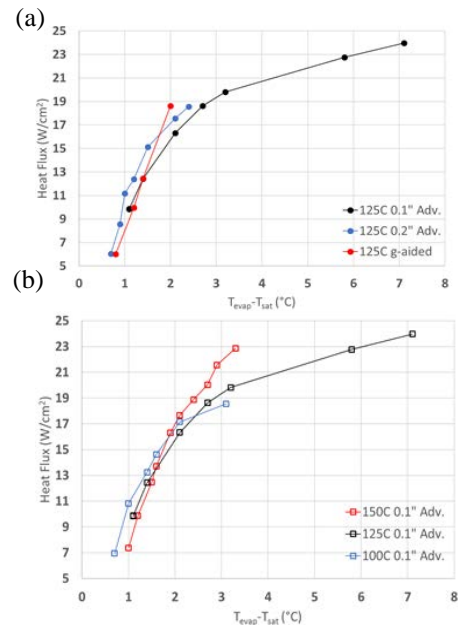 (a)
25
23
21
19
17
15
13
11
9
7
5
Heat Flux (W/cm²)
125C 0.1" Adv.
125C 0.2" Adv.
125C g-aided
0 1 2 3 4 5 6 7 8
Tevap-Tsat (°C)
(b)
25
23
21
19
17
15
13
11
9
7
5
Heat Flux (W/cm²)
150C 0.1" Adv.
125C 0.1" Adv.
100C 0.1" Adv.
0 1 2 3 4 5 6 7 8
Tevap-Tsat (°C)